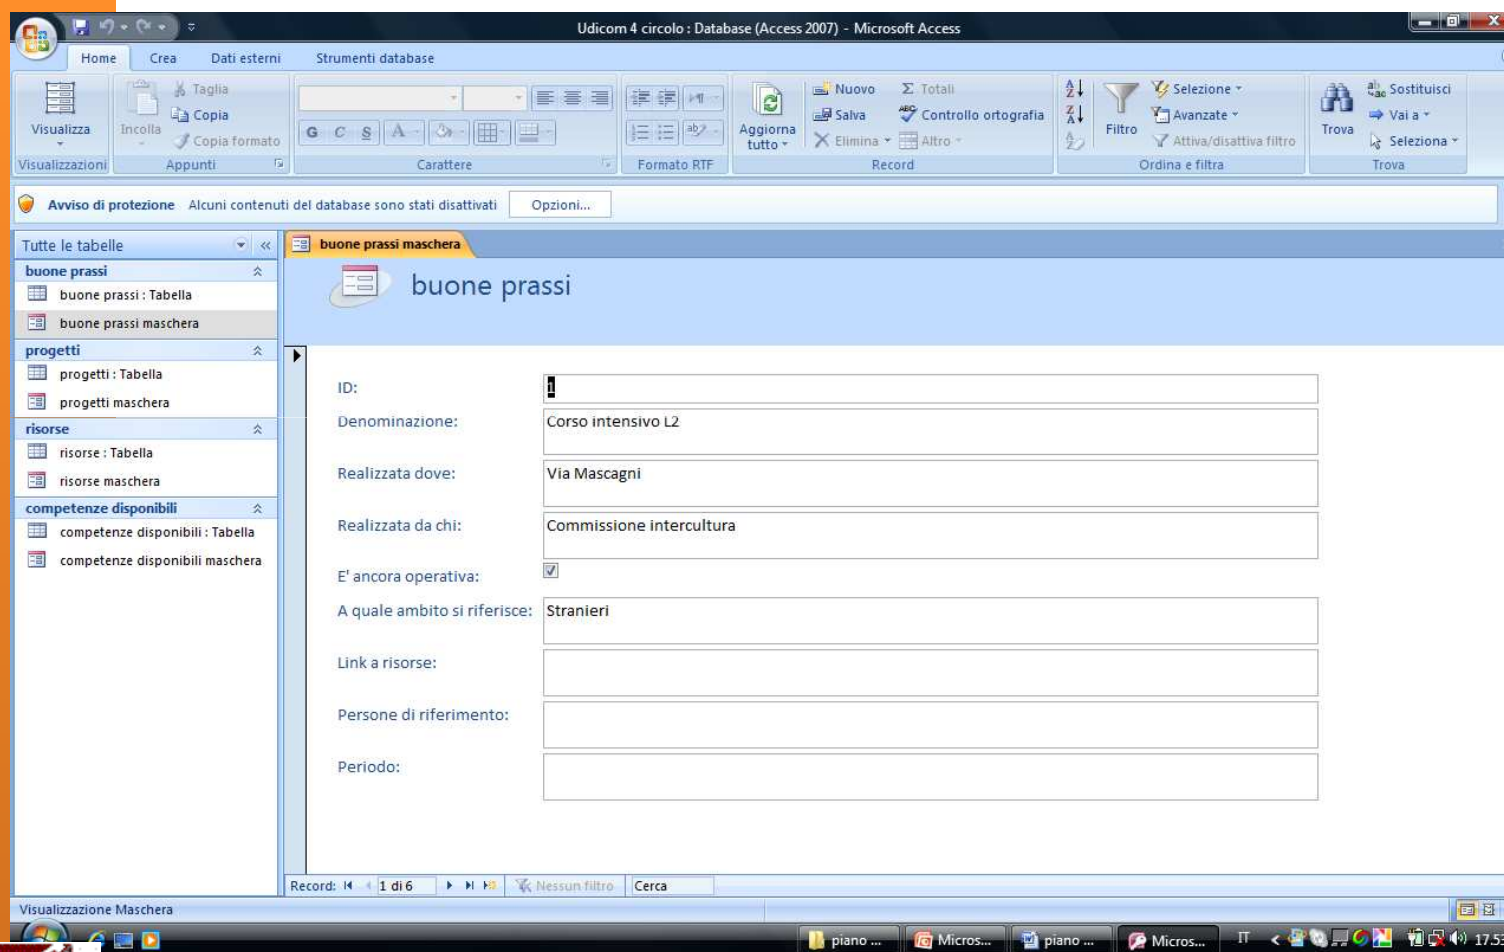 Udicom 4 circolo : Database (Access 2007) - Microsoft Access
Home Crea Dati esterni Strumenti database
Visualizza
Visualizzazioni
Incolla
Taglia
Copia
Copia formato
Appunti
G C S A
Carattere
ab
Formato RTF
Aggiorna
tutto
Nuovo
Salva
Elimina
Σ Totali
ABC Controllo ortografia
Altro
Record
Filtro
Selezione
Avanzate
Attiva/disattiva filtro
Ordina e filtra
Trova
Sostituisci
Vai a
Seleziona
Trova
Avviso di protezione Alcuni contenuti del database sono stati disattivati Opzioni...
Tutte le tabelle
buone prassi
buone prassi : Tabella
buone prassi maschera
progetti
progetti : Tabella
progetti maschera
risorse
risorse : Tabella
risorse maschera
competenze disponibili
competenze disponibili : Tabella
competenze disponibili maschera
buone prassi maschera
buone prassi
ID: 1
Denominazione: Corso intensivo L2
Realizzata dove: Via Mascagni
Realizzata da chi: Commissione intercultura
E' ancora operativa:
A quale ambito si riferisce: Stranieri
Link a risorse:
Persone di riferimento:
Periodo:
Record: 1 di 6 Nessun filtro Cerca
Visualizzazione Maschera
piano ... Micros... piano ... Micros... IT